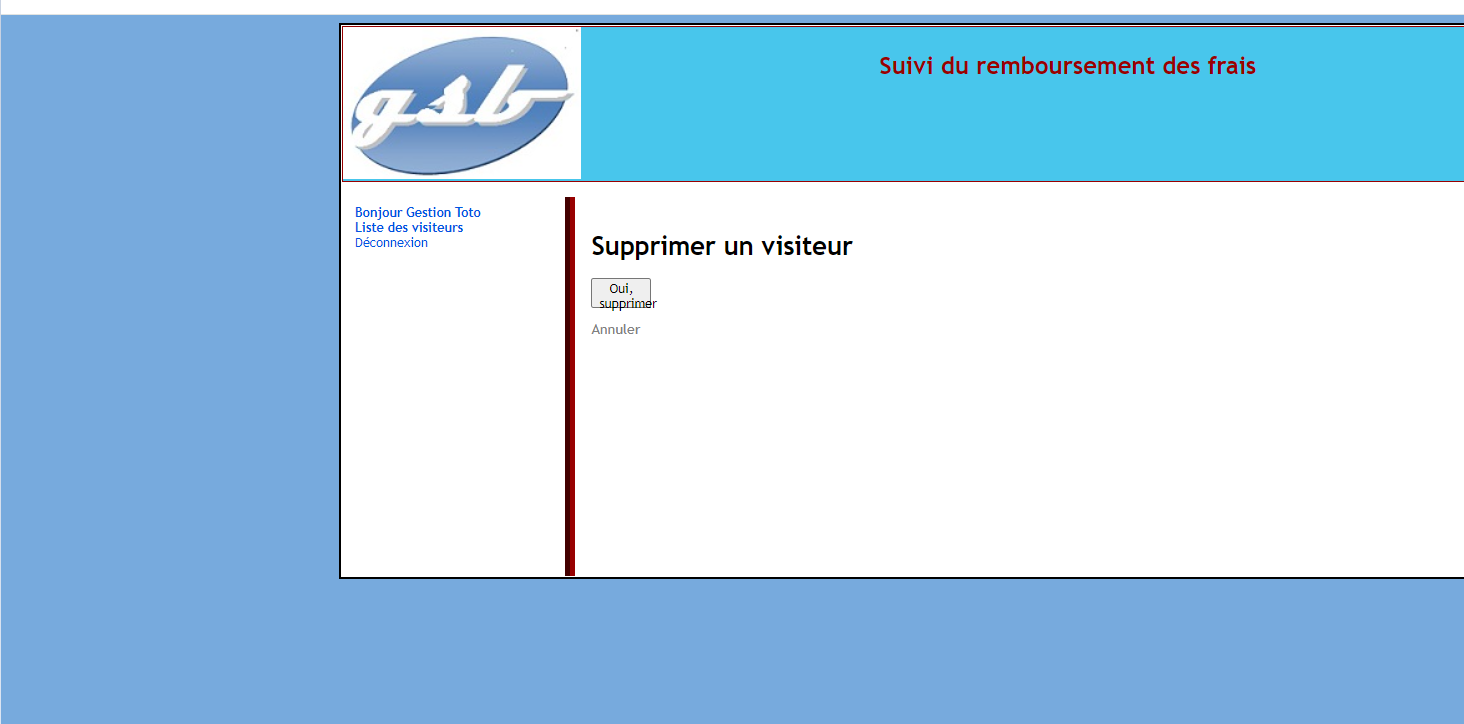 gsb
Suivi du remboursement des frais
Bonjour Gestion Toto
Liste des visiteurs
Déconnexion
Supprimer un visiteur
Oui,
supprimer
Annuler